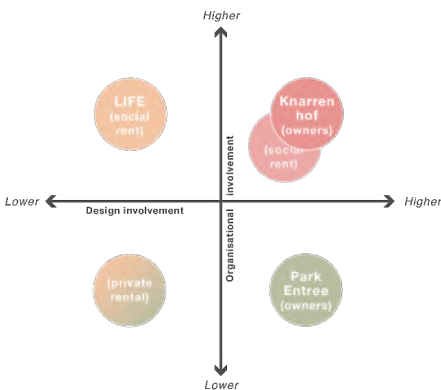 Higher
LIFE
(social
rent)
Knarren
hof
(owners)
(social
rent)
Organisational involvement
Lower
Higher
Design involvement
(private
rental)
Park
Entree
(owners)
Lower